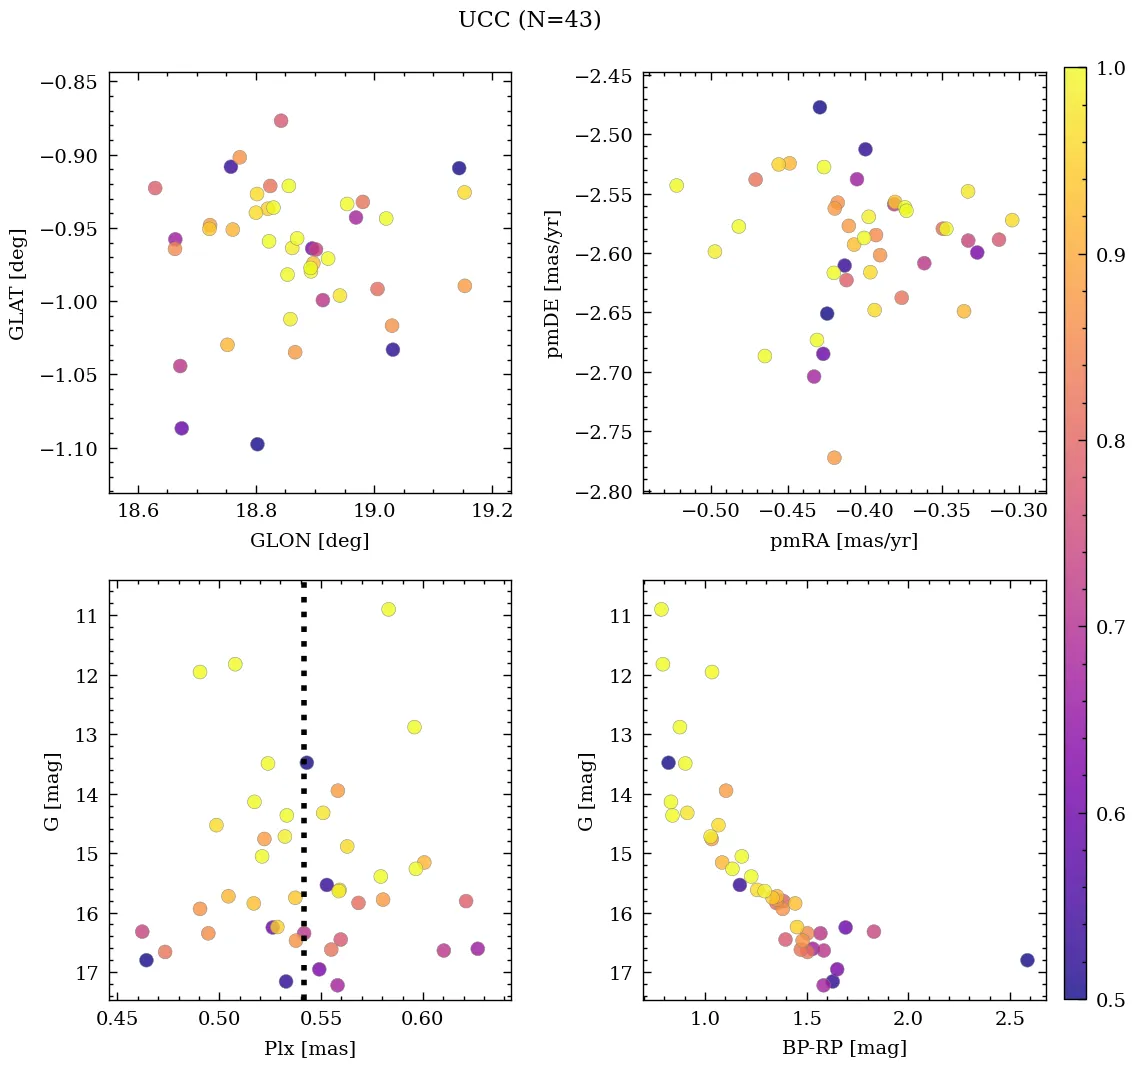 UCC (N=43)
−0.85
−0.90
−0.95
−1.00
−1.05
−1.10
GLAT [deg]
18.6 18.8 19.0 19.2
GLON [deg]
−2.45
−2.50
−2.55
−2.60
−2.65
−2.70
−2.75
−2.80
pmDE [mas/yr]
−0.50 −0.45 −0.40 −0.35 −0.30
pmRA [mas/yr]
1.0
0.9
0.8
0.7
0.6
0.5
11
12
13
14
15
16
17
G [mag]
0.45 0.50 0.55 0.60
Plx [mas]
11
12
13
14
15
16
17
G [mag]
1.0 1.5 2.0 2.5
BP-RP [mag]